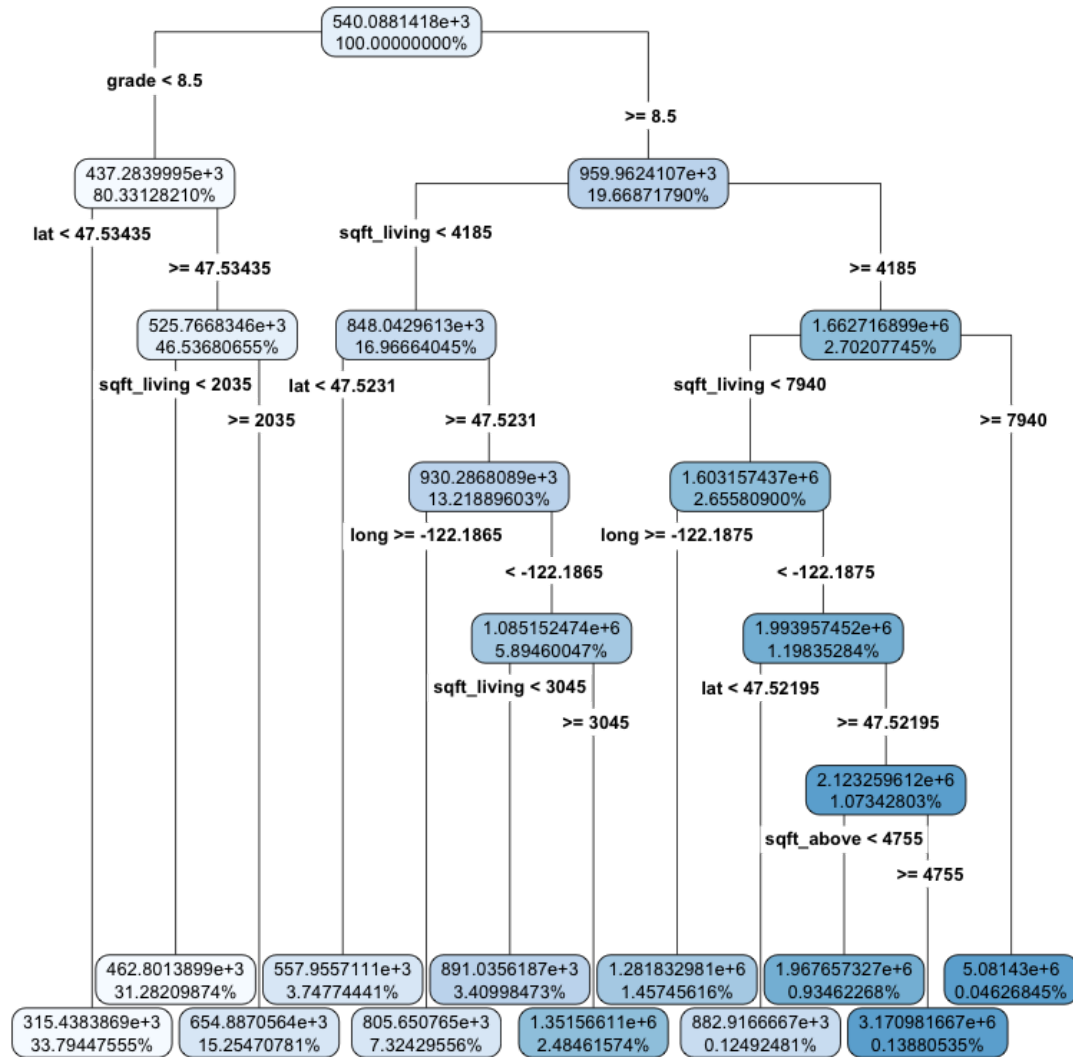 540.0881418e+3
100.00000000%
grade < 8.5
>= 8.5
437.2839995e+3
80.33128210%
959.9624107e+3
19.66871790%
lat < 47.53435
sqft_living < 4185
>= 47.53435
>= 4185
525.7668346e+3
46.53680655%
848.0429613e+3
16.96664045%
1.662716899e+6
2.70207745%
sqft_living < 2035
lat < 47.5231
sqft_living < 7940
>= 2035
>= 47.5231
>= 7940
930.2868089e+3
13.21889603%
1.603157437e+6
2.65580900%
long >= -122.1865
long >= -122.1875
< -122.1865
< -122.1875
1.085152474e+6
5.89460047%
1.993957452e+6
1.19835284%
sqft_living < 3045
lat < 47.52195
>= 3045
>= 47.52195
2.123259612e+6
1.07342803%
sqft_above < 4755
>= 4755
462.8013899e+3
31.28209874%
557.9557111e+3
3.74774441%
891.0356187e+3
3.40998473%
1.281832981e+6
1.45745616%
1.967657327e+6
0.93462268%
5.08143e+6
0.04626845%
315.4383869e+3
33.79447555%
654.8870564e+3
15.25470781%
805.650765e+3
7.32429556%
1.35156611e+6
2.48461574%
882.9166667e+3
0.12492481%
3.170981667e+6
0.13880535%